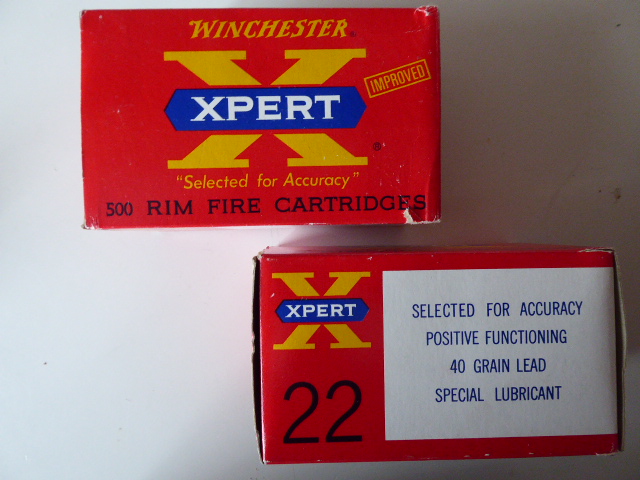 WINCHESTER®
IMPROVED
XPERT
®
"Selected for Accuracy"
500 RIM FIRE CARTRIDGES
XPERT
22
SELECTED FOR ACCURACY
POSITIVE FUNCTIONING
40 GRAIN LEAD
SPECIAL LUBRICANT